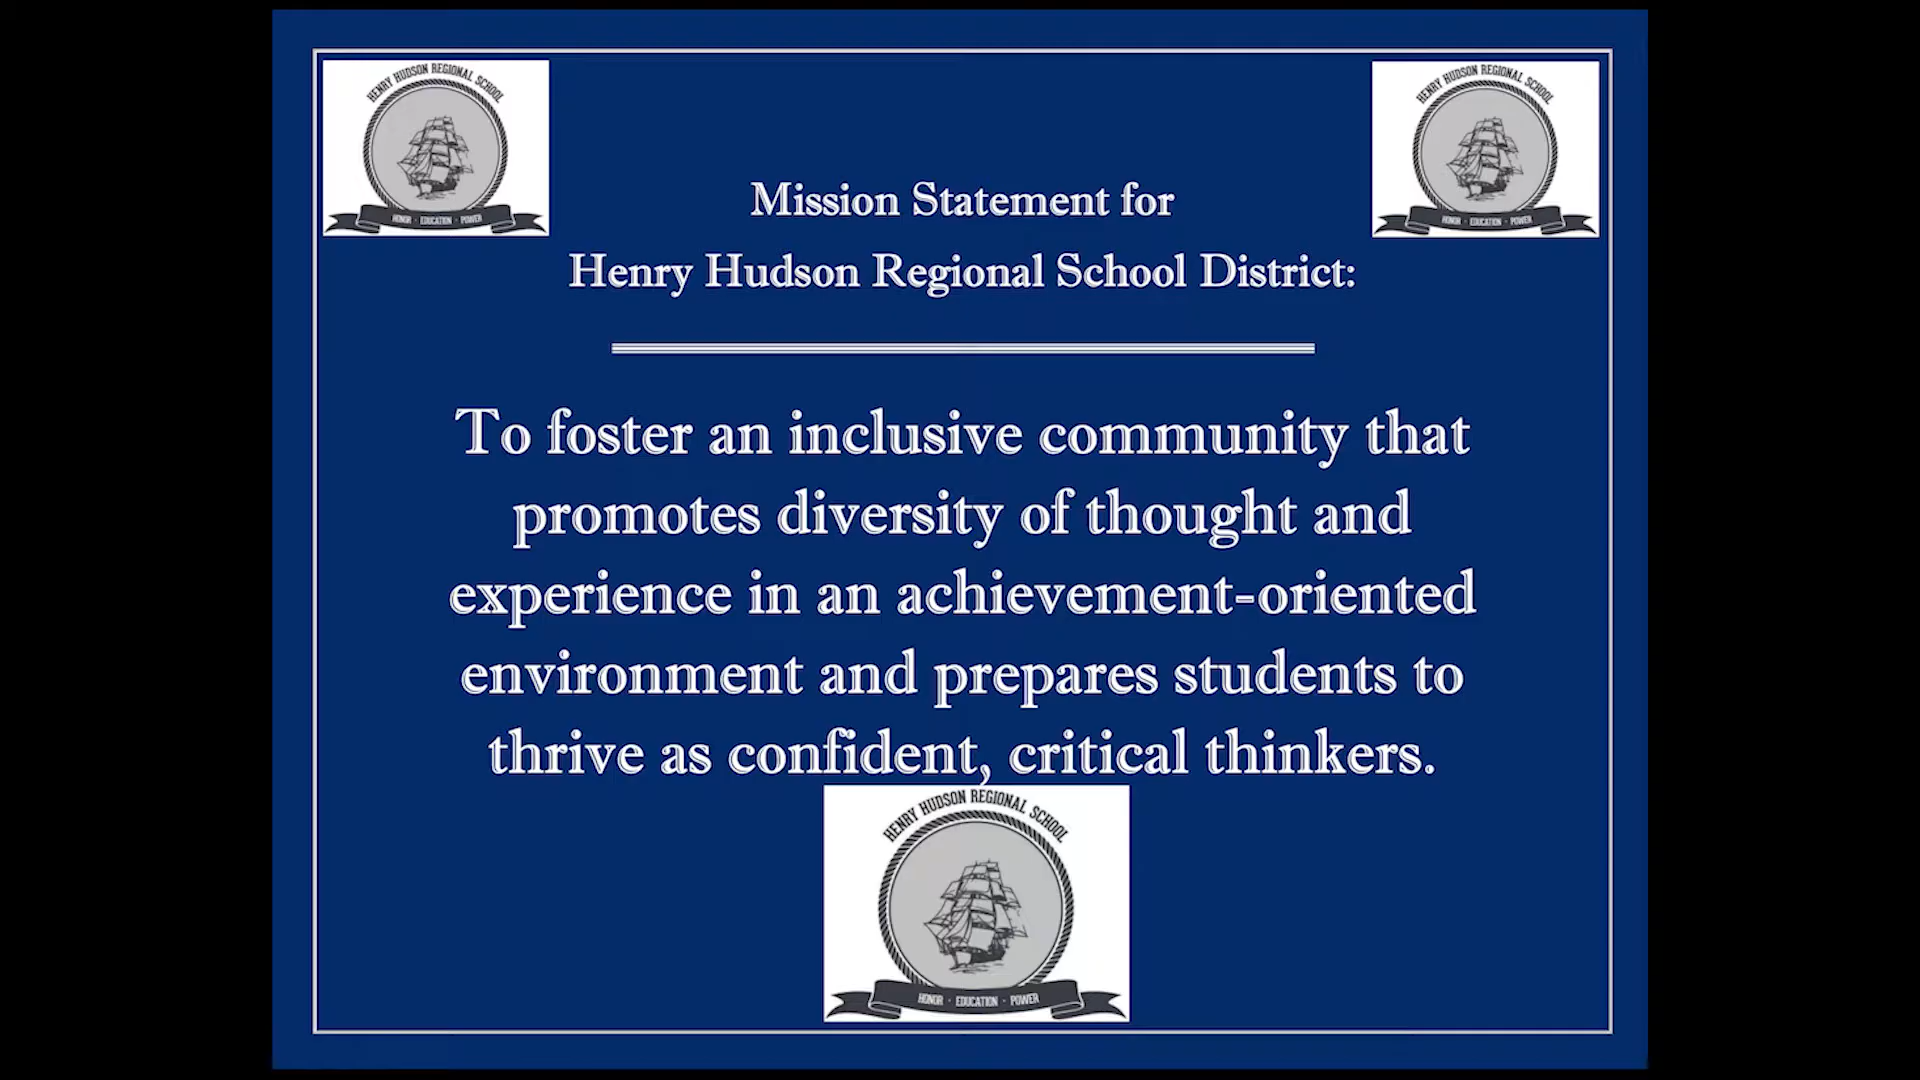 HENRY HUDSON REGIONAL SCHOOL
HONOR · EDUCATION · POWER
HENRY HUDSON REGIONAL SCHOOL
HONOR · EDUCATION · POWER
Mission Statement for
Henry Hudson Regional School District:
To foster an inclusive community that
promotes diversity of thought and
experience in an achievement-oriented
environment and prepares students to
thrive as confident, critical thinkers.
HENRY HUDSON REGIONAL SCHOOL
HONOR · EDUCATION · POWER